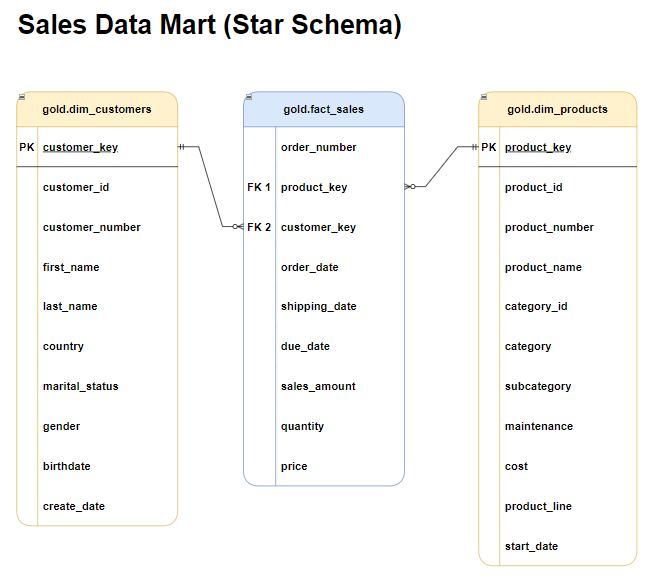 Sales Data Mart (Star Schema)
gold.dim_customers
PK customer_key
customer_id
customer_number
first_name
last_name
country
marital_status
gender
birthdate
create_date
gold.fact_sales
order_number
FK 1 product_key
FK 2 customer_key
order_date
shipping_date
due_date
sales_amount
quantity
price
gold.dim_products
PK product_key
product_id
product_number
product_name
category_id
category
subcategory
maintenance
cost
product_line
start_date